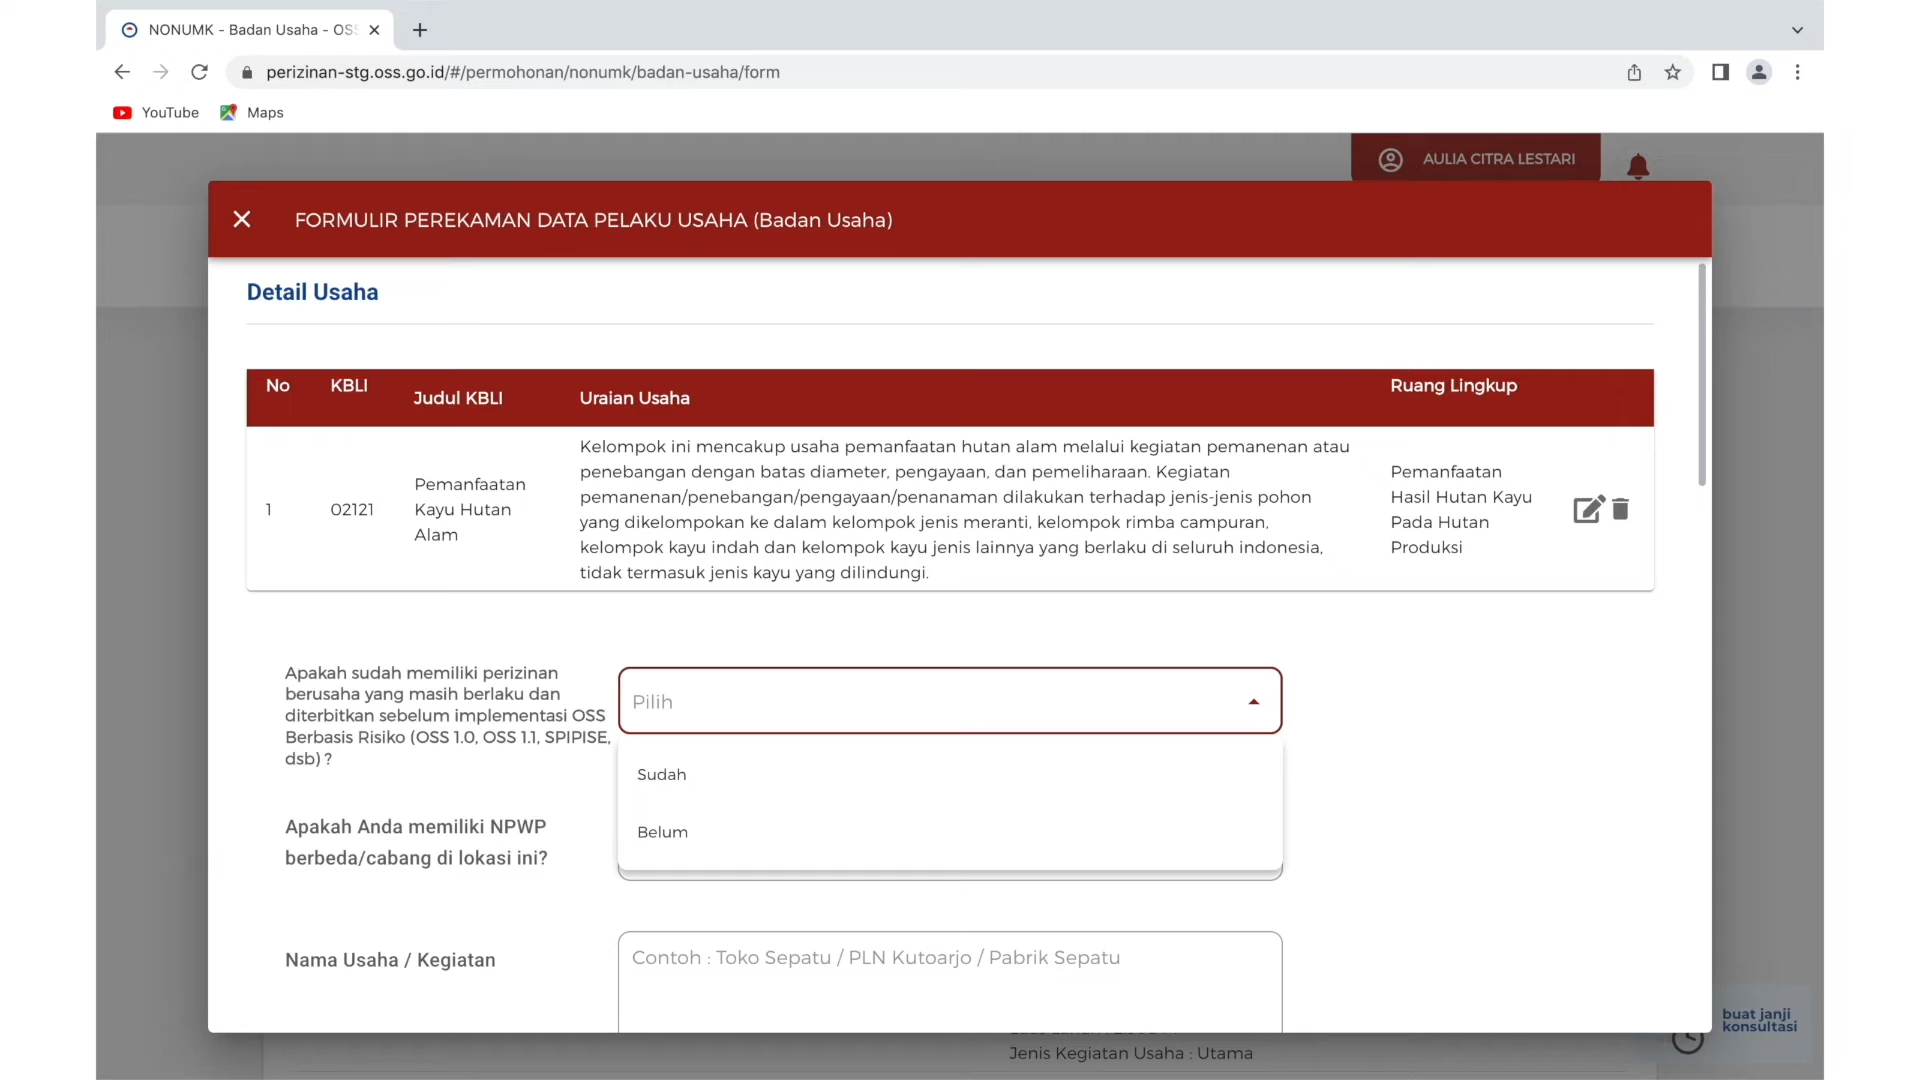 NONUMK - Badan Usaha - OSS
perizinan-stg.oss.go.id/#/permohonan/nonumk/badan-usaha/form
YouTube
Maps
AULIA CITRA LESTARI
FORMULIR PEREKAMAN DATA PELAKU USAHA (Badan Usaha)
Detail Usaha
No
KBLI
Judul KBLI
Uraian Usaha
Ruang Lingkup
1
02121
Pemanfaatan
Kayu Hutan
Alam
Kelompok ini mencakup usaha pemanfaatan hutan alam melalui kegiatan pemanenan atau
penebangan dengan batas diameter, pengayaan, dan pemeliharaan. Kegiatan
pemanenan/penebangan/pengayaan/penanaman dilakukan terhadap jenis-jenis pohon
yang dikelompokan ke dalam kelompok jenis meranti, kelompok rimba campuran,
kelompok kayu indah dan kelompok kayu jenis lainnya yang berlaku di seluruh indonesia,
tidak termasuk jenis kayu yang dilindungi.
Pemanfaatan
Hasil Hutan Kayu
Pada Hutan
Produksi
Apakah sudah memiliki perizinan
berusaha yang masih berlaku dan
diterbitkan sebelum implementasi OSS
Berbasis Risiko (OSS 1.0, OSS 1.1, SPIPISE,
dsb) ?
Pilih
Sudah
Belum
Apakah Anda memiliki NPWP
berbeda/cabang di lokasi ini?
Nama Usaha / Kegiatan
Contoh : Toko Sepatu / PLN Kutoarjo / Pabrik Sepatu
Jenis Kegiatan Usaha : Utama
buat janji
konsultasi